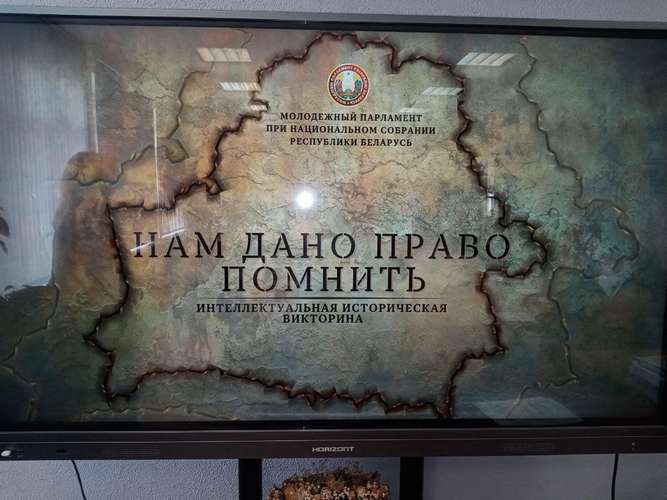 МОЛОДЕЖНЫЙ ПАРЛАМЕНТ
ПРИ НАЦИОНАЛЬНОМ СОБРАНИИ
РЕСПУБЛИКИ БЕЛАРУСЬ
НАМ ДАНО ПРАВО
ПОМНИТЬ
ИНТЕЛЛЕКТУАЛЬНАЯ ИСТОРИЧЕСКАЯ
ВИКТОРИНА
HORIZONT